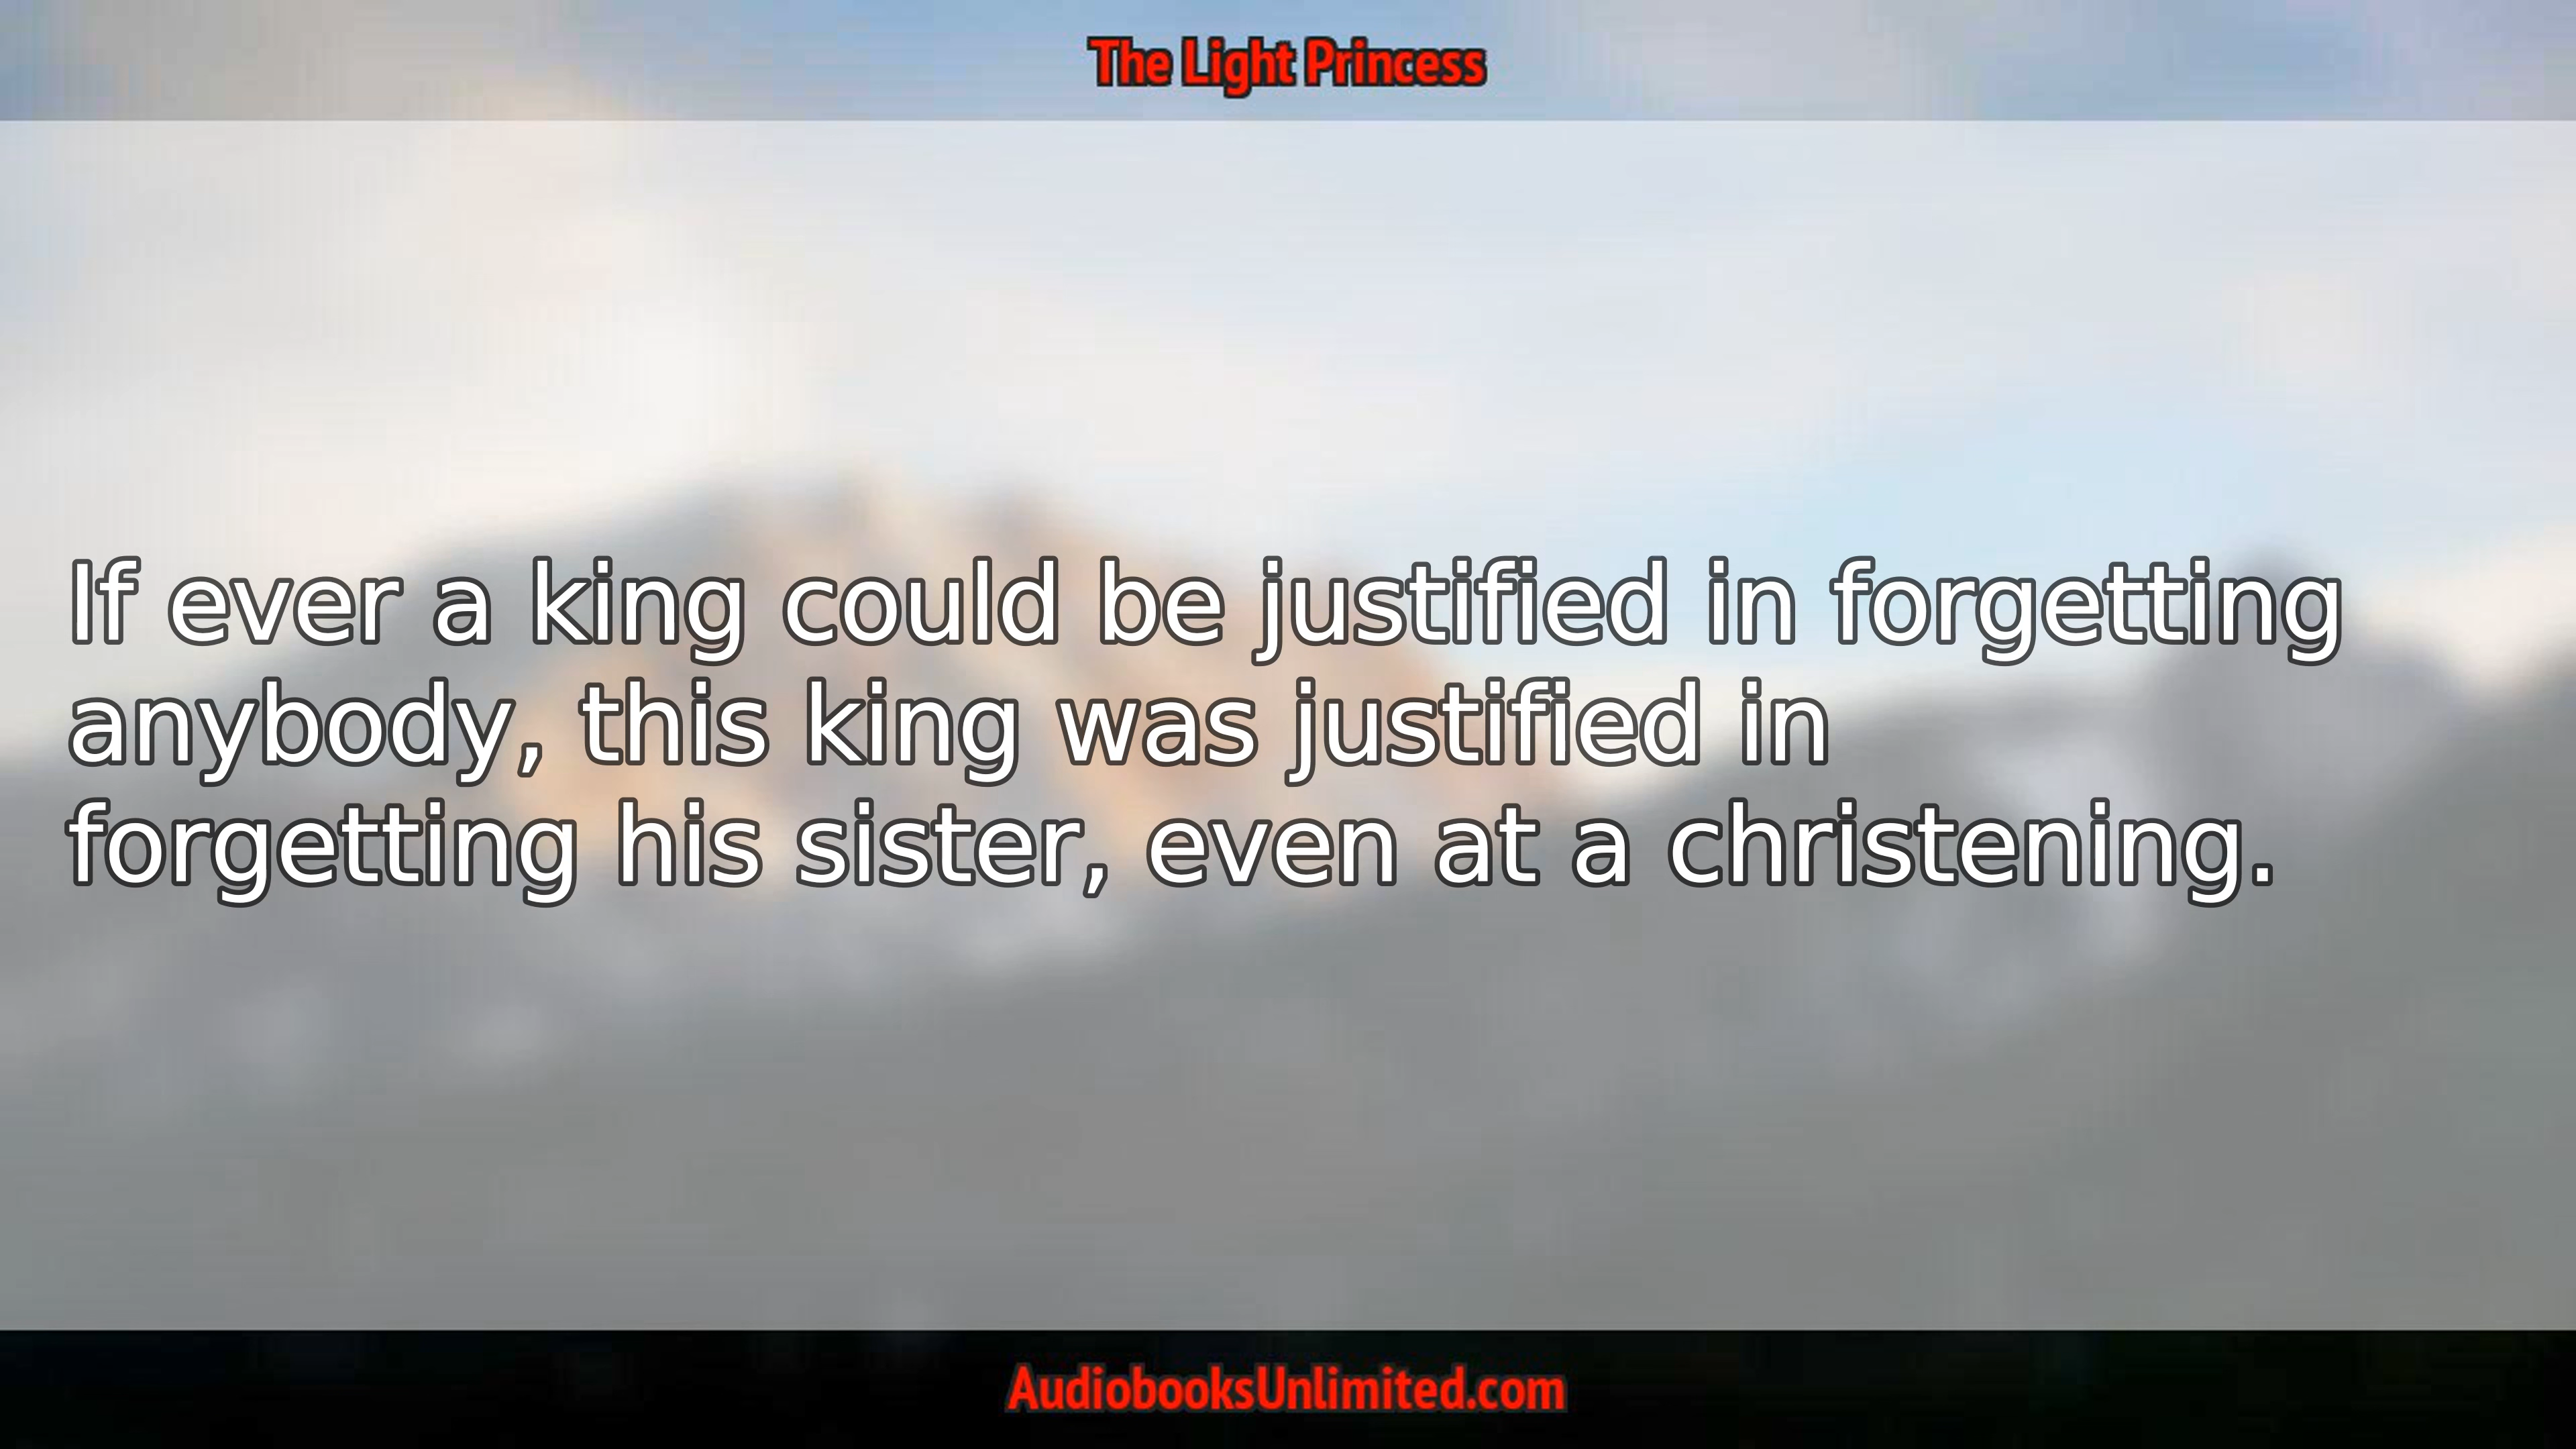 The Light Princess
If ever a king could be justified in forgetting
anybody, this king was justified in
forgetting his sister, even at a christening.
AudiobooksUnlimited.com